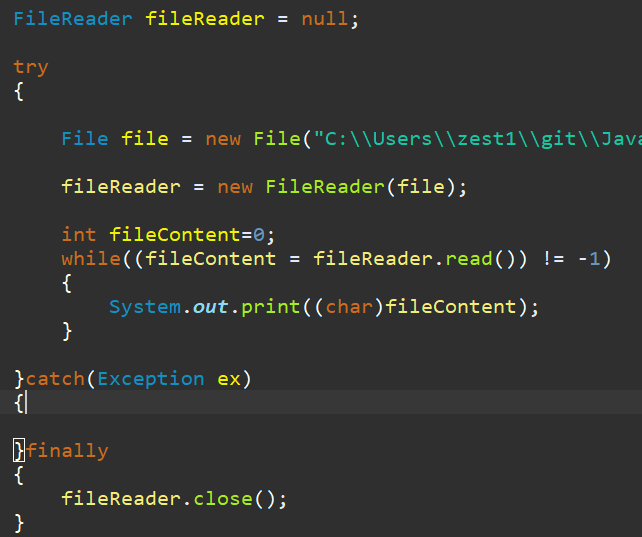 FileReader fileReader = null;
try
{
File file = new File("C:\\Users\\zest1\\git\\Java
fileReader = new FileReader(file);
int fileContent=0;
while((fileContent = fileReader.read()) != -1)
{
System.out.print((char)fileContent);
}
}catch(Exception ex)
{
}finally
{
fileReader.close();
}